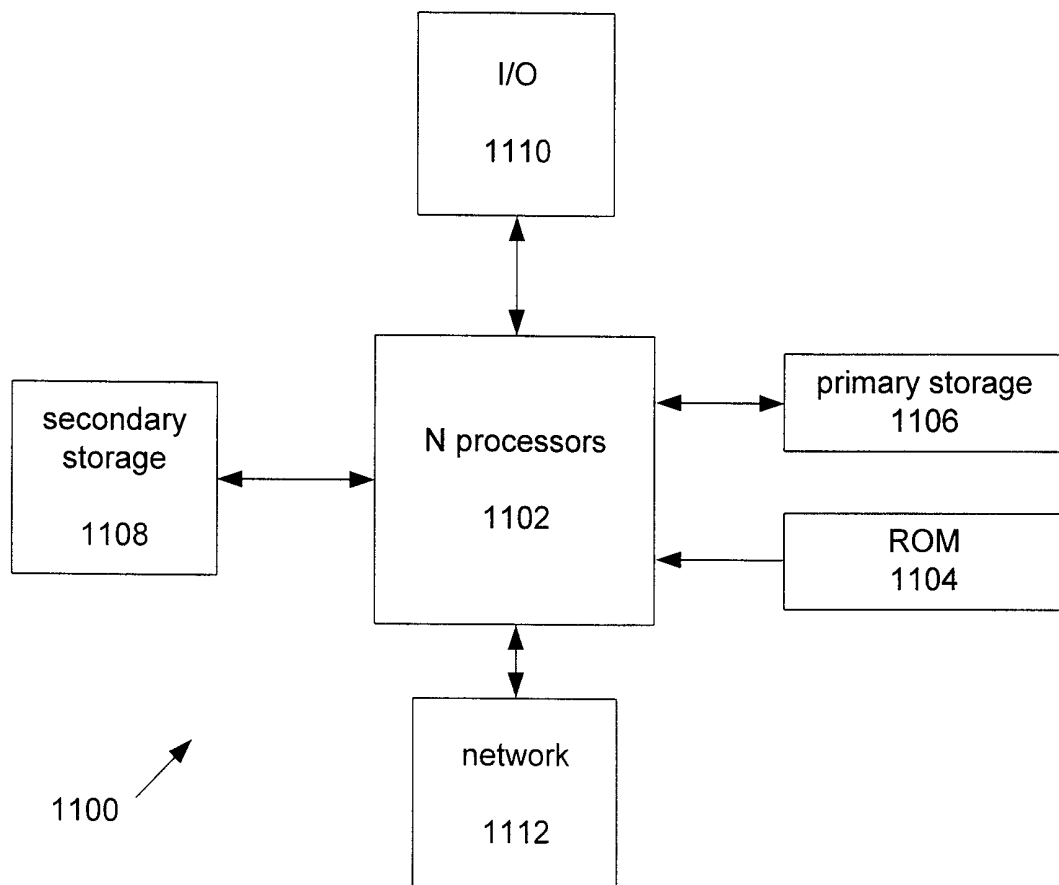 I/O
1110
secondary
storage
1108
N processors
1102
primary storage
1106
ROM
1104
network
1112
1100